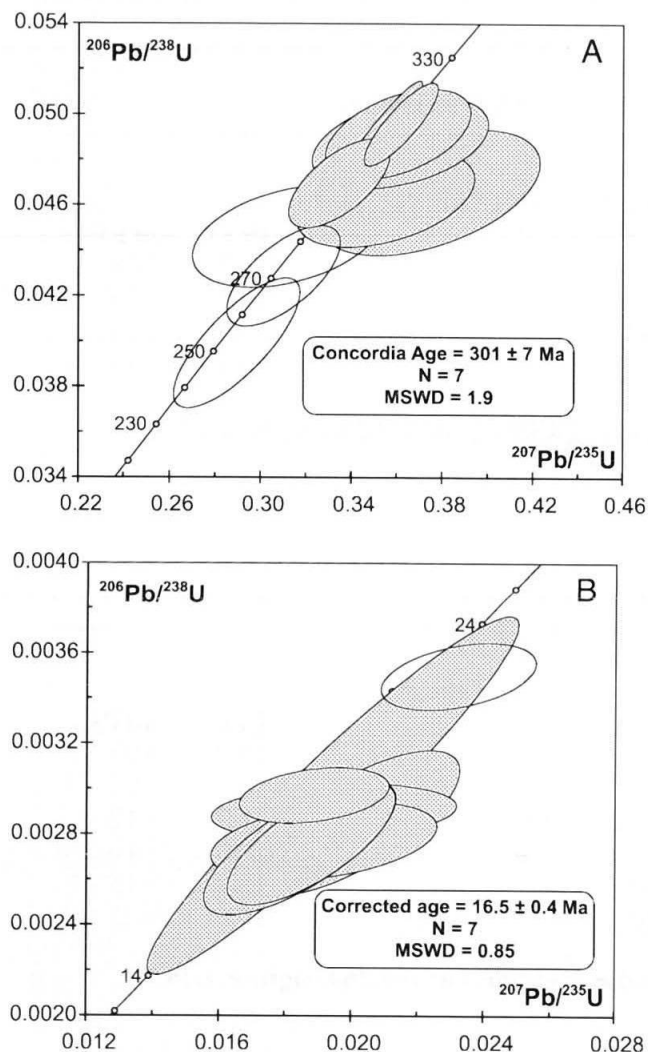 0.054
206Pb/238U
330
A
0.050
0.046
270
0.042
250
Concordia Age = 301 ± 7 Ma
N = 7
MSWD = 1.9
0.038
230
207Pb/235U
0.034
0.22 0.26 0.30 0.34 0.38 0.42 0.46
0.0040
206Pb/238U
B
24
0.0036
0.0032
0.0028
0.0024
Corrected age = 16.5 ± 0.4 Ma
N = 7
MSWD = 0.85
14
207Pb/235U
0.0020
0.012 0.016 0.020 0.024 0.028